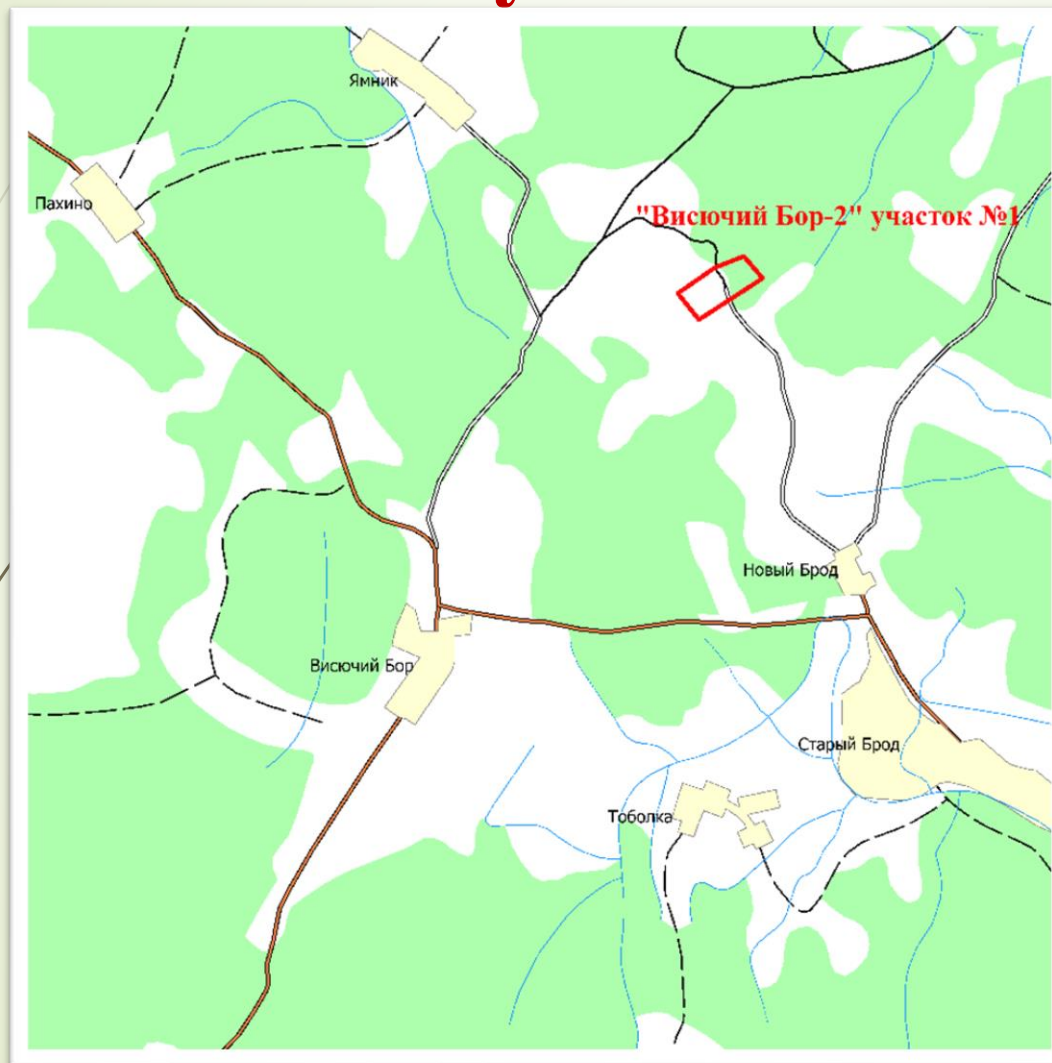 Ямник
Пахино
"Висючий Бор-2" участок №1
Новый Брод
Висючий Бор
Старый Брод
Тоболка